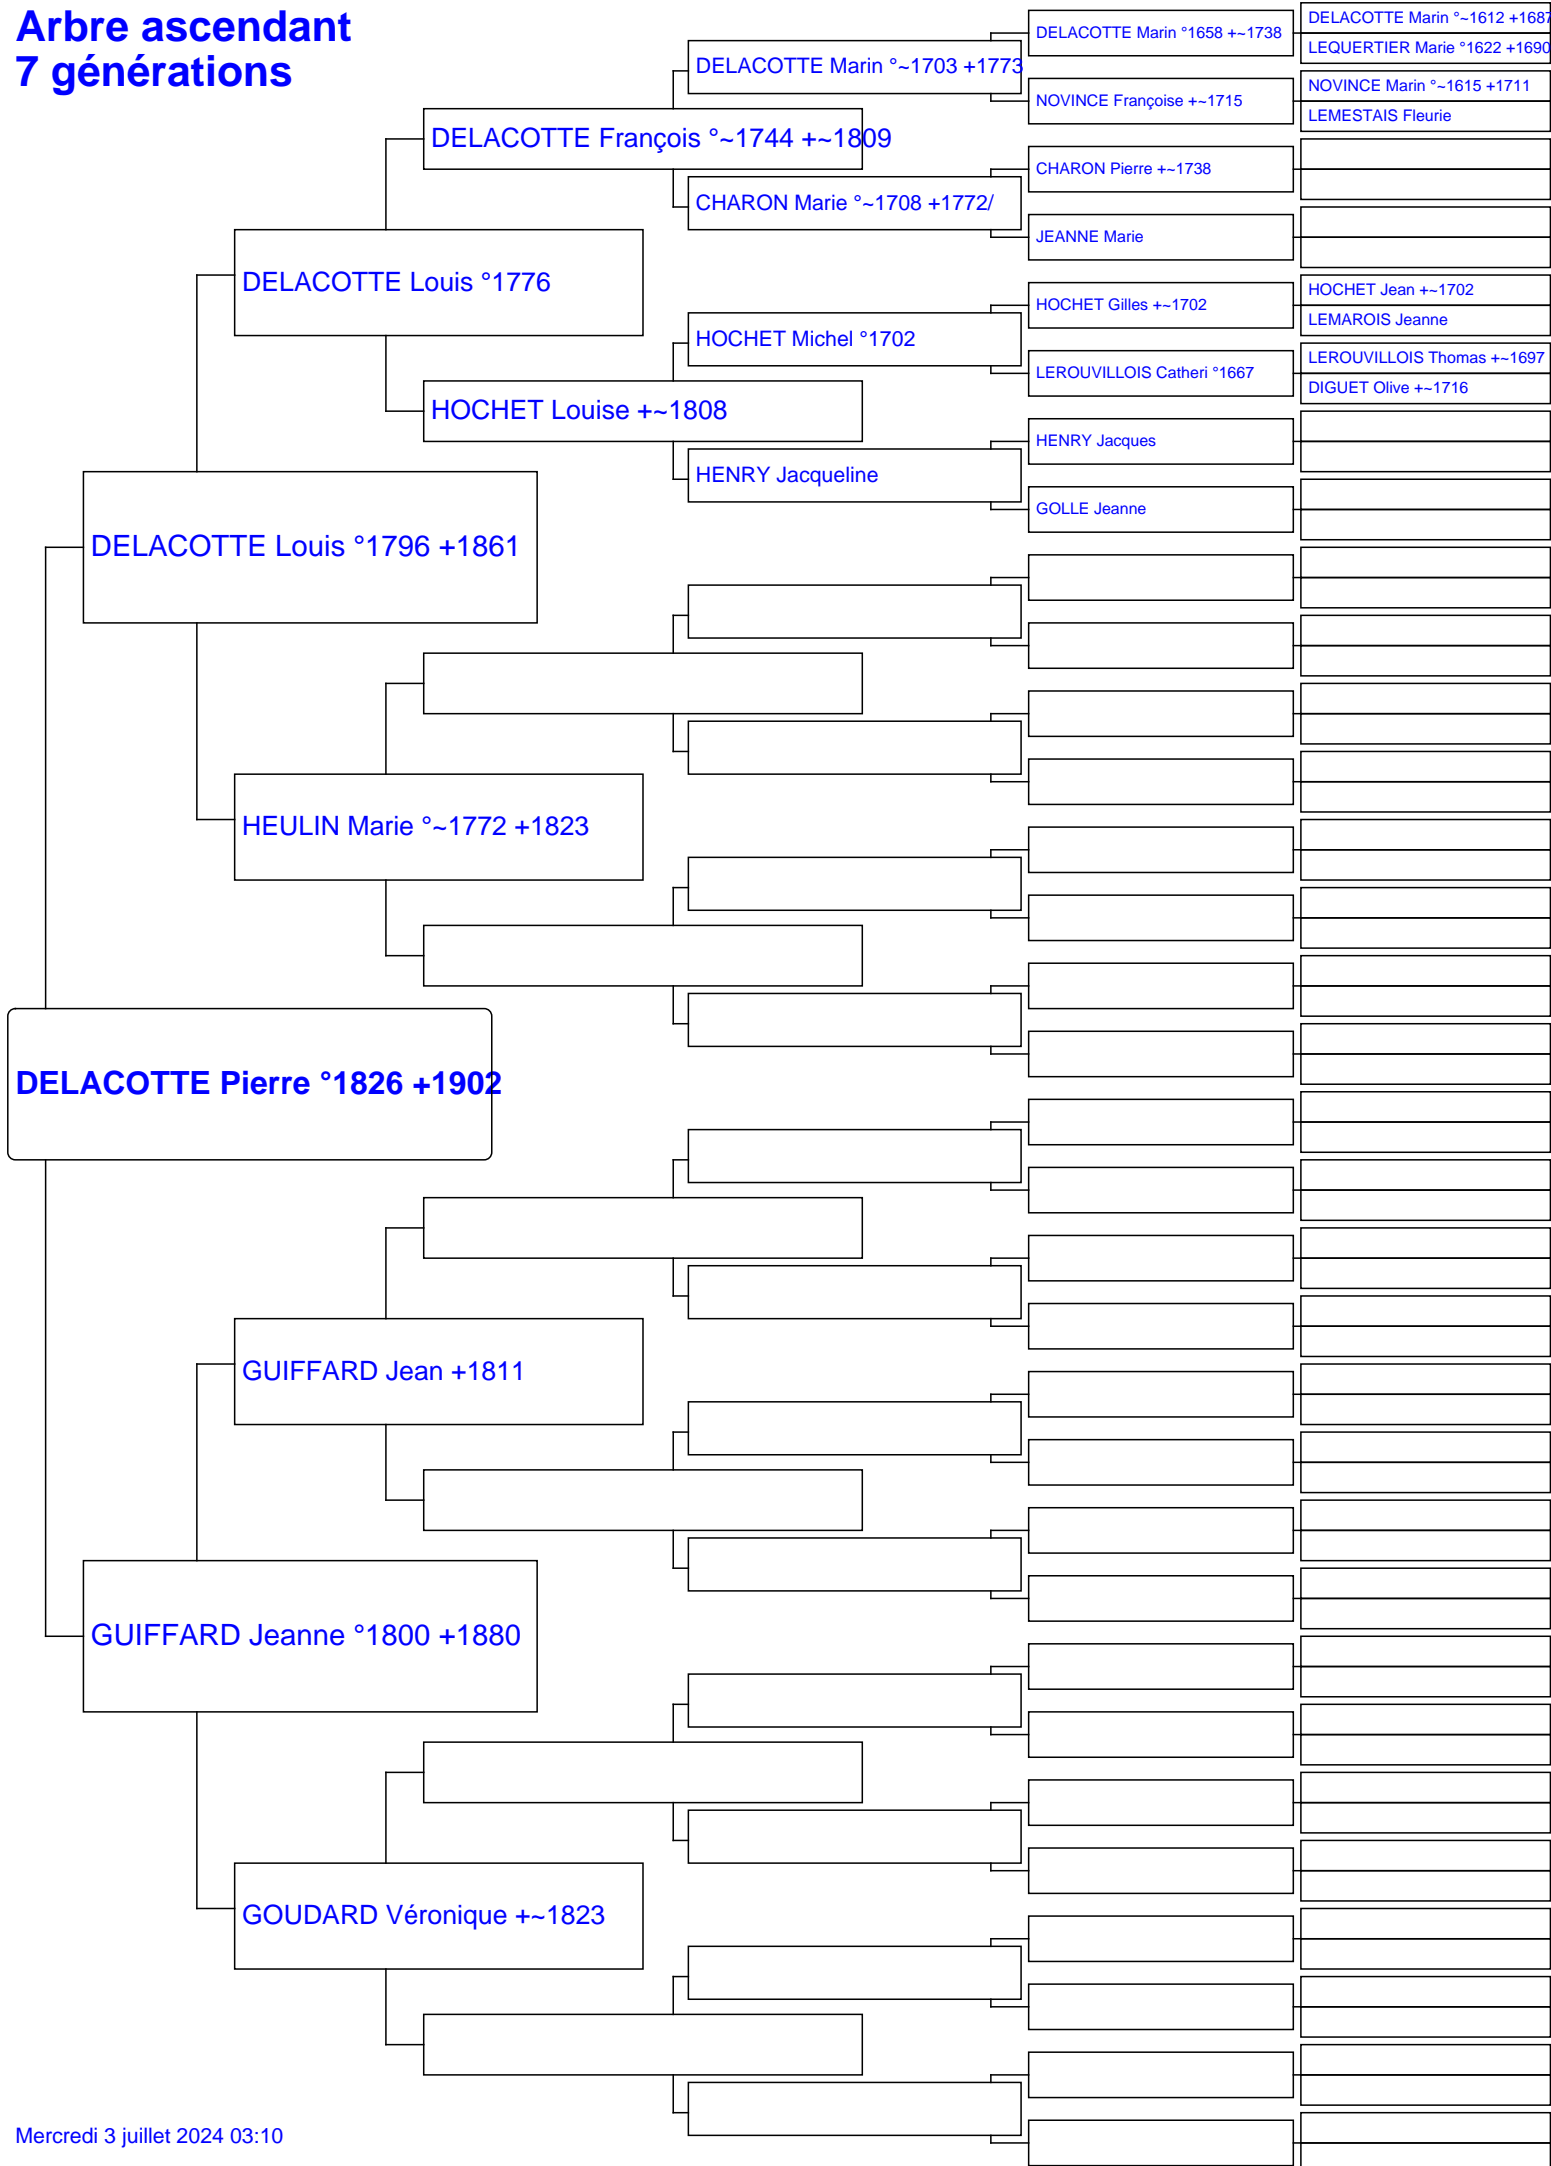 Arbre ascendant
7 générations
DELACOTTE Pierre °1826 +1902
DELACOTTE Louis °1796 +1861
GUIFFARD Jeanne °1800 +1880
DELACOTTE Louis °1776
HEULIN Marie °~1772 +1823
GUIFFARD Jean +1811
GOUDARD Véronique +~1823
DELACOTTE François °~1744 +~1809
HOCHET Louise +~1808
DELACOTTE Marin °~1703 +1773
CHARON Marie °~1708 +1772/
HOCHET Michel °1702
HENRY Jacqueline
DELACOTTE Marin °1658 +~1738
NOVINCE Françoise +~1715
CHARON Pierre +~1738
JEANNE Marie
HOCHET Gilles +~1702
LEROUVILLOIS Catheri °1667
HENRY Jacques
GOLLE Jeanne
DELACOTTE Marin °~1612 +1687
LEQUERTIER Marie °1622 +1690
NOVINCE Marin °~1615 +1711
LEMESTAIS Fleurie
HOCHET Jean +~1702
LEMAROIS Jeanne
LEROUVILLOIS Thomas +~1697
DIGUET Olive +~1716
Mercredi 3 juillet 2024 03:10